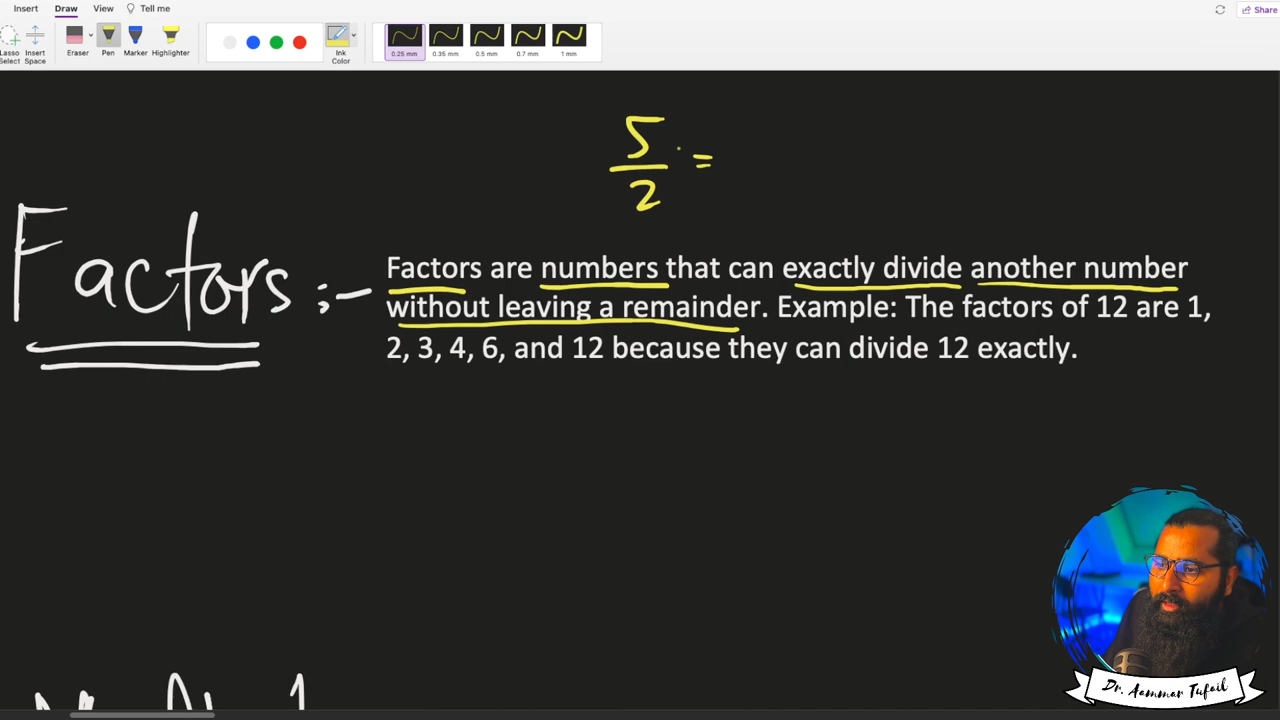 Insert Draw View Tell me
Share
Lasso Select
Insert Space
Eraser
Pen
Marker
Highlighter
Ink Color
0.25 mm 0.35 mm 0.5 mm 0.7 mm 1 mm
5
2
=
Factors :-
Factors are numbers that can exactly divide another number
without leaving a remainder. Example: The factors of 12 are 1,
2, 3, 4, 6, and 12 because they can divide 12 exactly.
Dr. Aammar Tufail